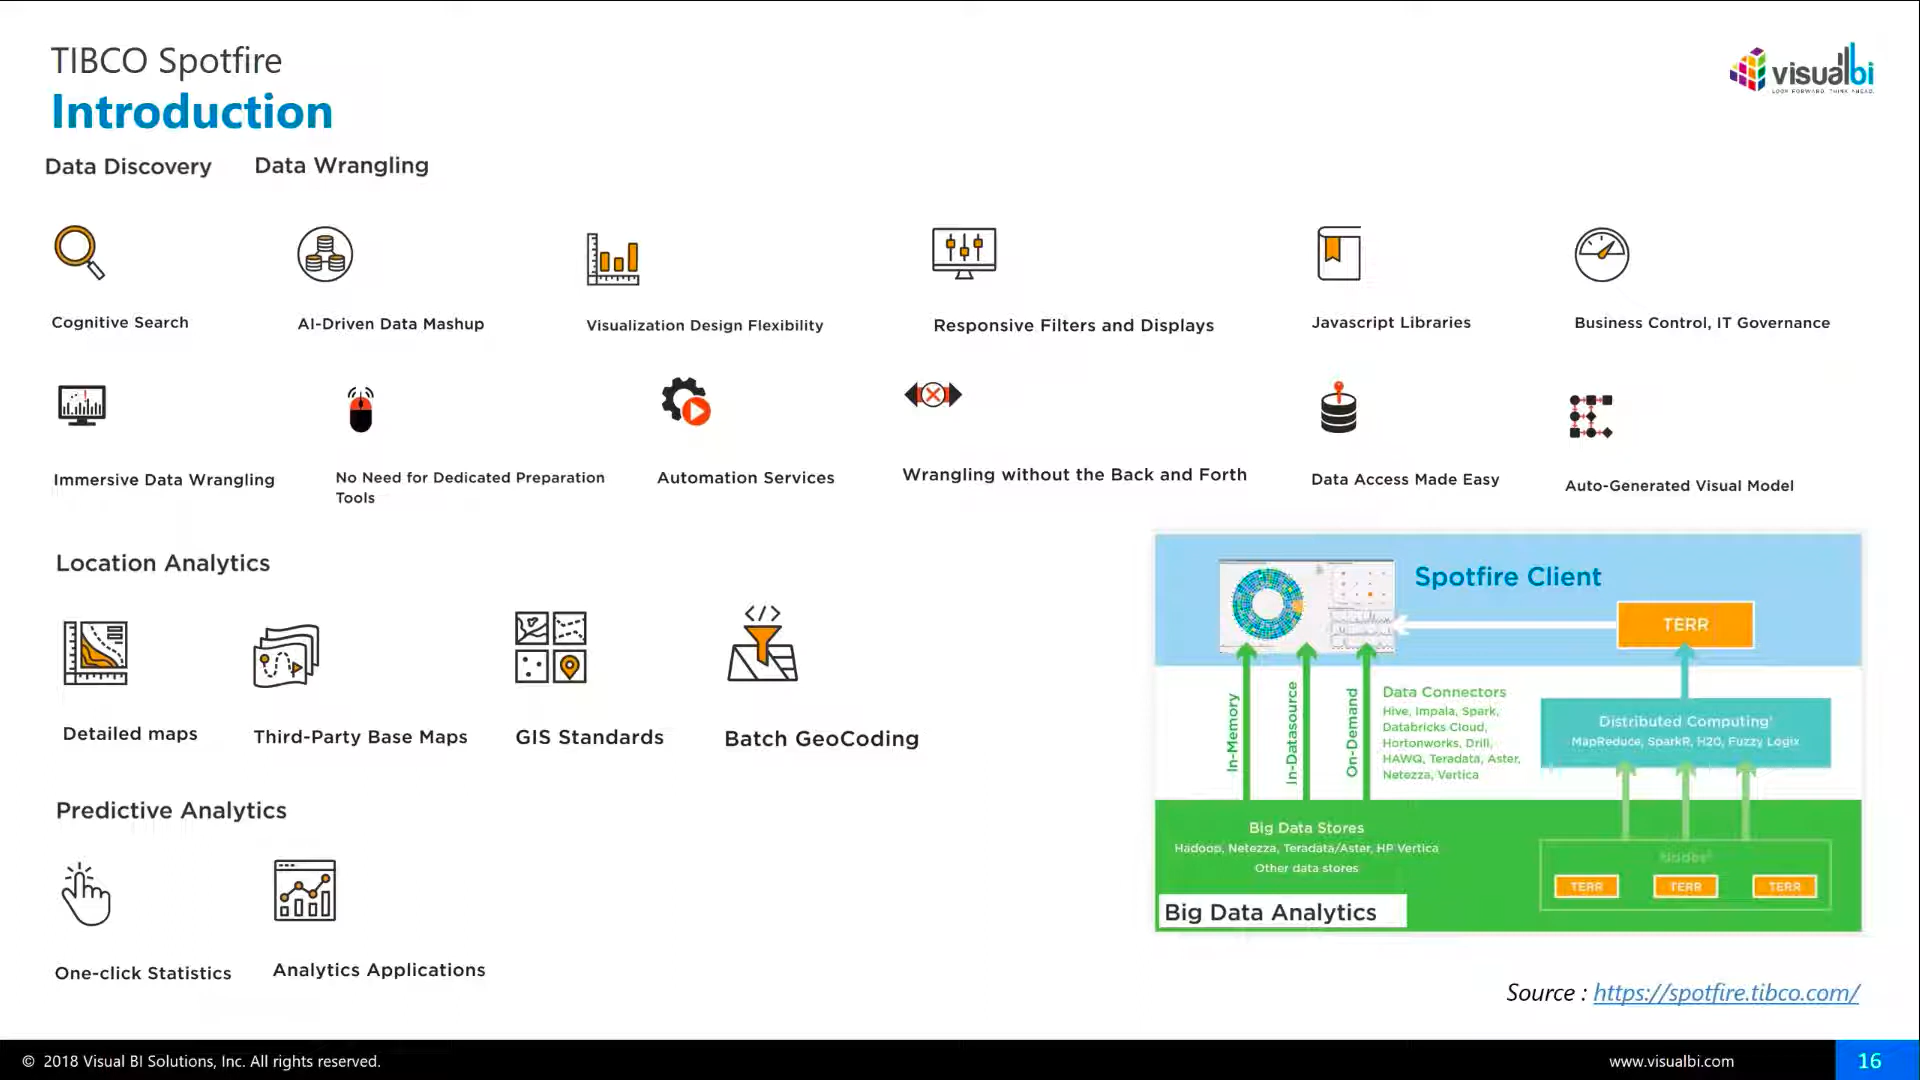 TIBCO Spotfire
Introduction
visualbi
LOOK FORWARD. THINK AHEAD.
Data Discovery
Data Wrangling
Cognitive Search
AI-Driven Data Mashup
Visualization Design Flexibility
Responsive Filters and Displays
Javascript Libraries
Business Control, IT Governance
Immersive Data Wrangling
No Need for Dedicated Preparation
Tools
Automation Services
Wrangling without the Back and Forth
Data Access Made Easy
Auto-Generated Visual Model
Location Analytics
Detailed maps
Third-Party Base Maps
GIS Standards
Batch GeoCoding
Predictive Analytics
One-click Statistics
Analytics Applications
Spotfire Client
TERR
In-Memory
In-Datasource
On-Demand
Data Connectors
Hive, Impala, Spark,
Databricks Cloud,
Hortonworks, Drill,
HAWQ, Teradata, Aster,
Netezza, Vertica
Distributed Computing¹
MapReduce, SparkR, H2O, Fuzzy Logix
Big Data Stores
Hadoop, Netezza, Teradata/Aster, HP Vertica
Other data stores
TERR
TERR
TERR
Big Data Analytics
Source : https://spotfire.tibco.com/
© 2018 Visual BI Solutions, Inc. All rights reserved.
www.visualbi.com
16